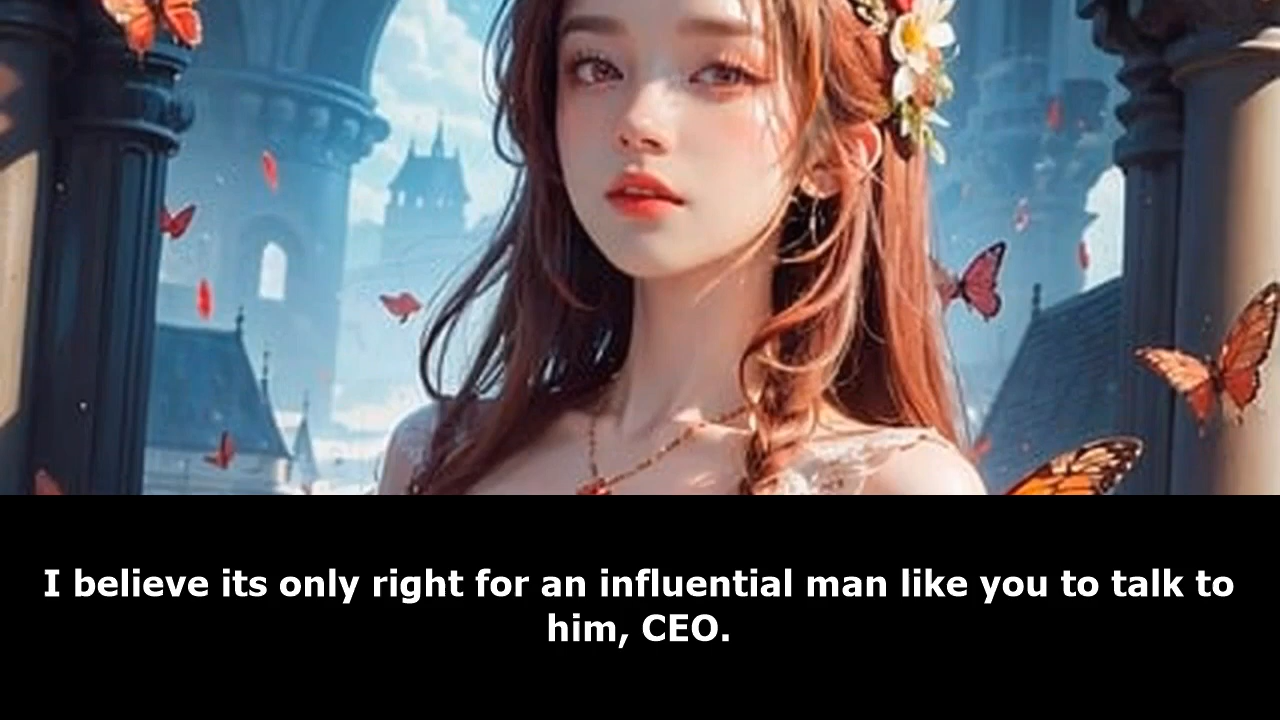 I believe its only right for an influential man like you to talk to
him, CEO.